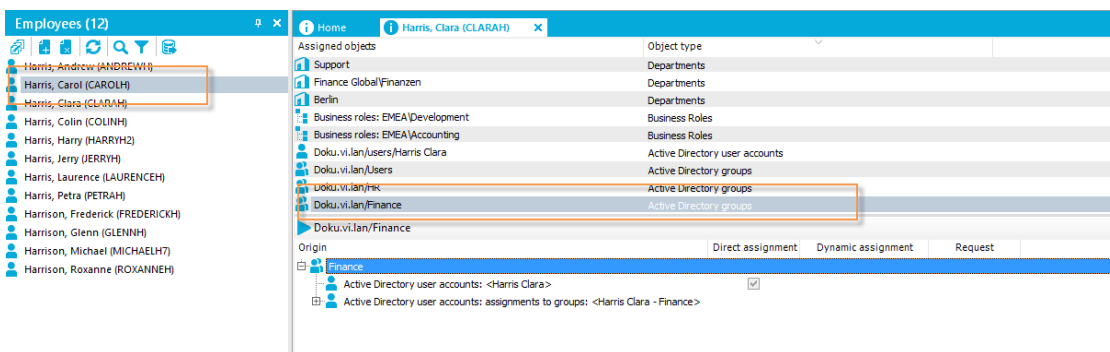 Employees (12)
Harris, Andrew (ANDREWH)
Harris, Carol (CAROLH)
Harris, Clara (CLARAH)
Harris, Colin (COLINH)
Harris, Harry (HARRYH2)
Harris, Jerry (JERRYH)
Harris, Laurence (LAURENCEH)
Harris, Petra (PETRAH)
Harrison, Frederick (FREDERICKH)
Harrison, Glenn (GLENNH)
Harrison, Michael (MICHAELH7)
Harrison, Roxanne (ROXANNEH)
Home Harris, Clara (CLARAH)
Assigned objects Object type
Support Departments
Finance Global\Finanzen Departments
Berlin Departments
Business roles: EMEA\Development Business Roles
Business roles: EMEA\Accounting Business Roles
Doku.vi.lan/users/Harris Clara Active Directory user accounts
Doku.vi.lan/Users Active Directory groups
Doku.vi.lan/HR Active Directory groups
Doku.vi.lan/Finance Active Directory groups
Doku.vi.lan/Finance
Origin Direct assignment Dynamic assignment Request
Finance
Active Directory user accounts: <Harris Clara>
Active Directory user accounts: assignments to groups: <Harris Clara - Finance>